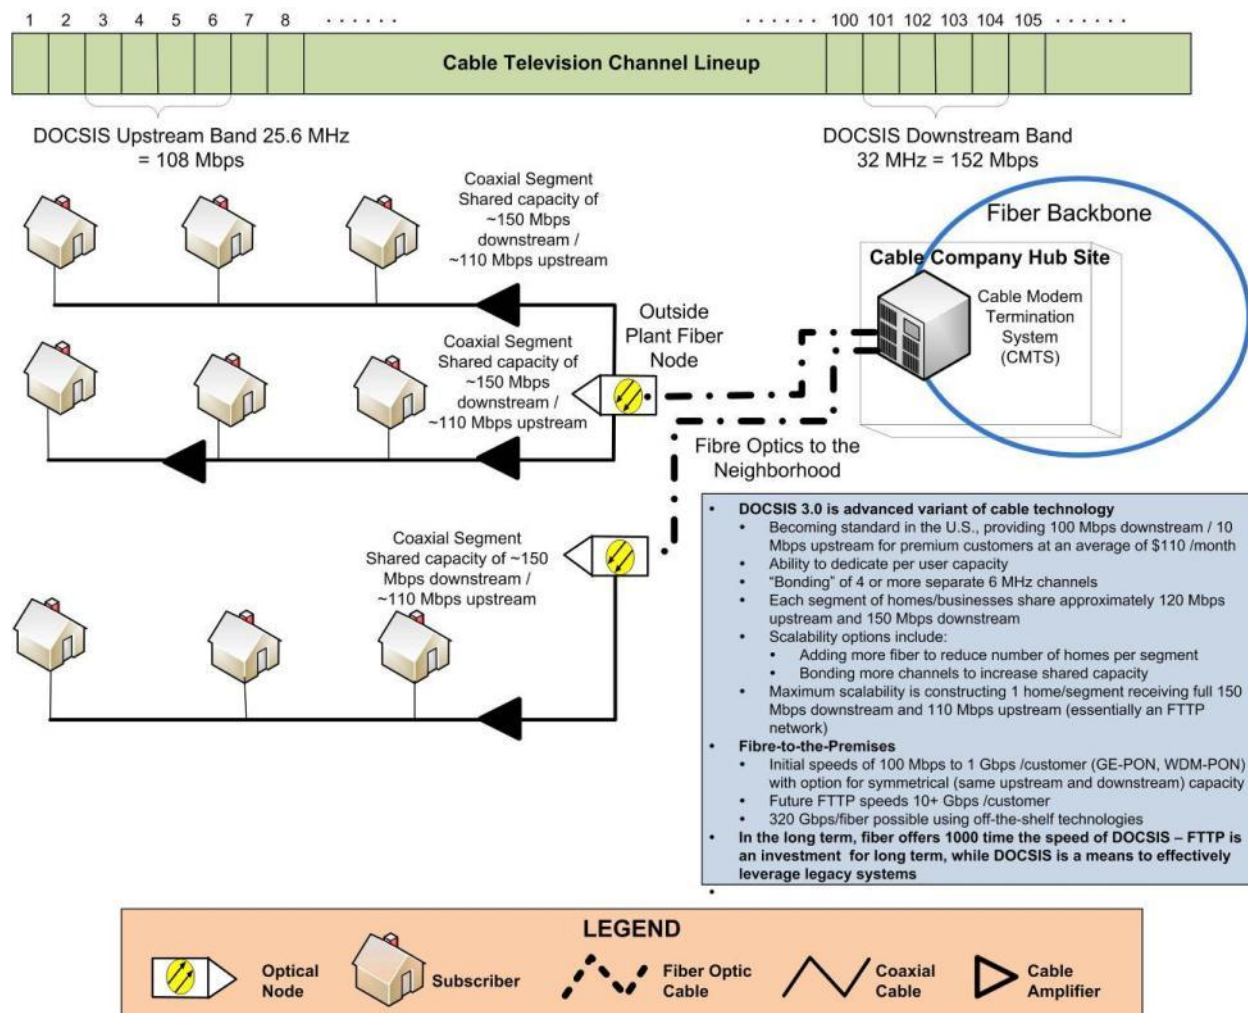 1 2 3 4 5 6 7 8 . . . . . . . . . . . . 100 101 102 103 104 105 . . . . . .
Cable Television Channel Lineup
DOCSIS Upstream Band 25.6 MHz
= 108 Mbps
DOCSIS Downstream Band
32 MHz = 152 Mbps
Coaxial Segment
Shared capacity of
~150 Mbps
downstream /
~110 Mbps upstream
Fiber Backbone
Cable Company Hub Site
Cable Modem
Termination
System
(CMTS)
Outside
Plant Fiber
Node
Coaxial Segment
Shared capacity of
~150 Mbps
downstream /
~110 Mbps upstream
Fibre Optics to the
Neighborhood
Coaxial Segment
Shared capacity of ~150
Mbps downstream /
~110 Mbps upstream
• DOCSIS 3.0 is advanced variant of cable technology
• Becoming standard in the U.S., providing 100 Mbps downstream / 10
Mbps upstream for premium customers at an average of $110 /month
• Ability to dedicate per user capacity
• “Bonding” of 4 or more separate 6 MHz channels
• Each segment of homes/businesses share approximately 120 Mbps
upstream and 150 Mbps downstream
• Scalability options include:
• Adding more fiber to reduce number of homes per segment
• Bonding more channels to increase shared capacity
• Maximum scalability is constructing 1 home/segment receiving full 150
Mbps downstream and 110 Mbps upstream (essentially an FTTP
network)
• Fibre-to-the-Premises
• Initial speeds of 100 Mbps to 1 Gbps /customer (GE-PON, WDM-PON)
with option for symmetrical (same upstream and downstream) capacity
• Future FTTP speeds 10+ Gbps /customer
• 320 Gbps/fiber possible using off-the-shelf technologies
• In the long term, fiber offers 1000 time the speed of DOCSIS – FTTP is
an investment for long term, while DOCSIS is a means to effectively
leverage legacy systems
•
LEGEND
Optical
Node
Subscriber
Fiber Optic
Cable
Coaxial
Cable
Cable
Amplifier